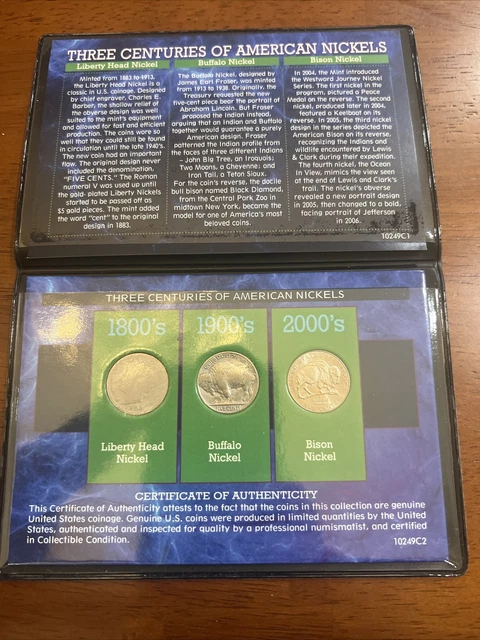 THREE CENTURIES OF AMERICAN NICKELS
Liberty Head Nickel
Minted from 1883 to 1913,
the Liberty Head Nickel is a
classic in U.S. coinage. Designed
by chief engraver, Charles E.
Barber, the shallow relief of
the obverse design was well
suited to the mint's equipment
and allowed for fast and efficient
production. The coins wore so
well that they could still be found
in circulation until the late 1940's.
The new coin had an important
flaw. The original design never
included the denomination,
"FIVE CENTS." The Roman
numeral V was used up until
the gold- plated Liberty Nickels
started to be passed off as
$5 gold pieces. The mint added
the word "cent" to the original
design in 1883.
Buffalo Nickel
The Buffalo Nickel, designed by
James Earl Fraser, was minted
from 1913 to 1938. Originally, the
Treasury requested the new
five-cent piece bear the portrait of
Abraham Lincoln. But Fraser
proposed the Indian instead,
arguing that an Indian and Buffalo
together would guarantee a purely
American design. Fraser
patterned the Indian profile from
the faces of three different Indians
– John Big Tree, an Iroquais;
Two Moons, a Cheyenne; and
Iron Tail, a Teton Sioux.
For the coin's reverse, the docile
bull bison named Black Diamond,
from the Central Park Zoo in
midtown New York, became the
model for one of America's most
beloved coins.
Bison Nickel
In 2004, the Mint introduced
the Westward Journey Nickel
Series. The first nickel in
the program, pictured a Peace
Medal on the reverse. The second
nickel, produced later in 2004,
featured a Keelboat on its
reverse. In 2005, the third nickel
design in the series depicted the
American Bison on its reverse,
recognizing the Indians and
wildlife encountered by Lewis
& Clark during their expedition.
The fourth nickel, the Ocean
In View, mimics the view seen
at the end of Lewis and Clark's
trail. The nickel's obverse
revealed a new portrait design
in 2005, then changed to a bold,
facing portrait of Jefferson
in 2006.
10249C1
THREE CENTURIES OF AMERICAN NICKELS
1800's
1900's
2000's
Liberty Head
Nickel
Buffalo
Nickel
Bison
Nickel
CERTIFICATE OF AUTHENTICITY
This Certificate of Authenticity attests to the fact that the coins in this collection are genuine
United States coinage. Genuine U.S. coins were produced in limited quantities by the United
States, authenticated and inspected for quality by a professional numismatist, and certified
in Collectible Condition.
10249C2